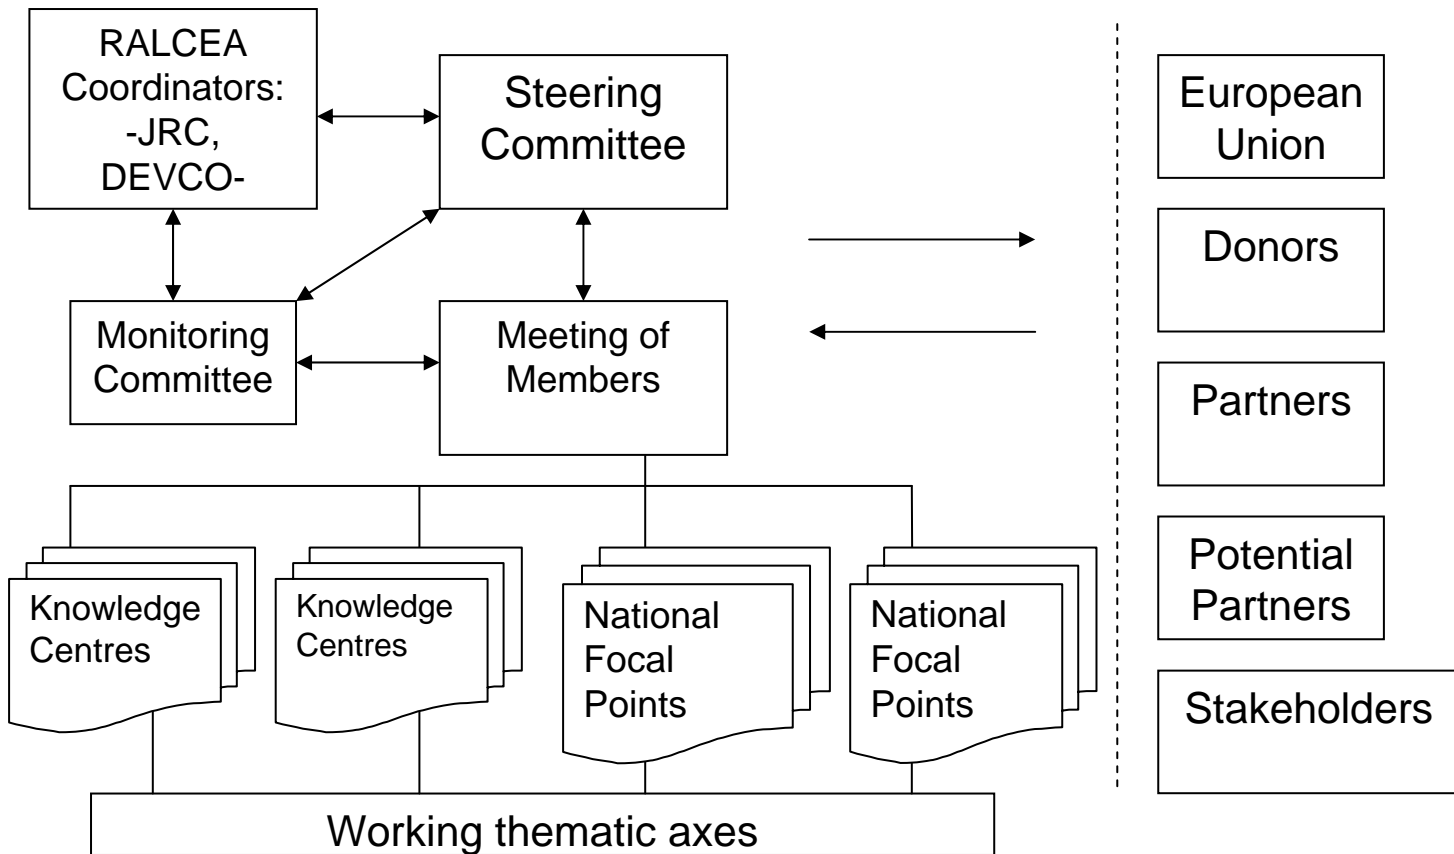 RALCEA
Coordinators:
-JRC,
DEVCO-
Steering
Committee
Monitoring
Committee
Meeting of
Members
Knowledge
Centres
Knowledge
Centres
National
Focal
Points
National
Focal
Points
Working thematic axes
European
Union
Donors
Partners
Potential
Partners
Stakeholders